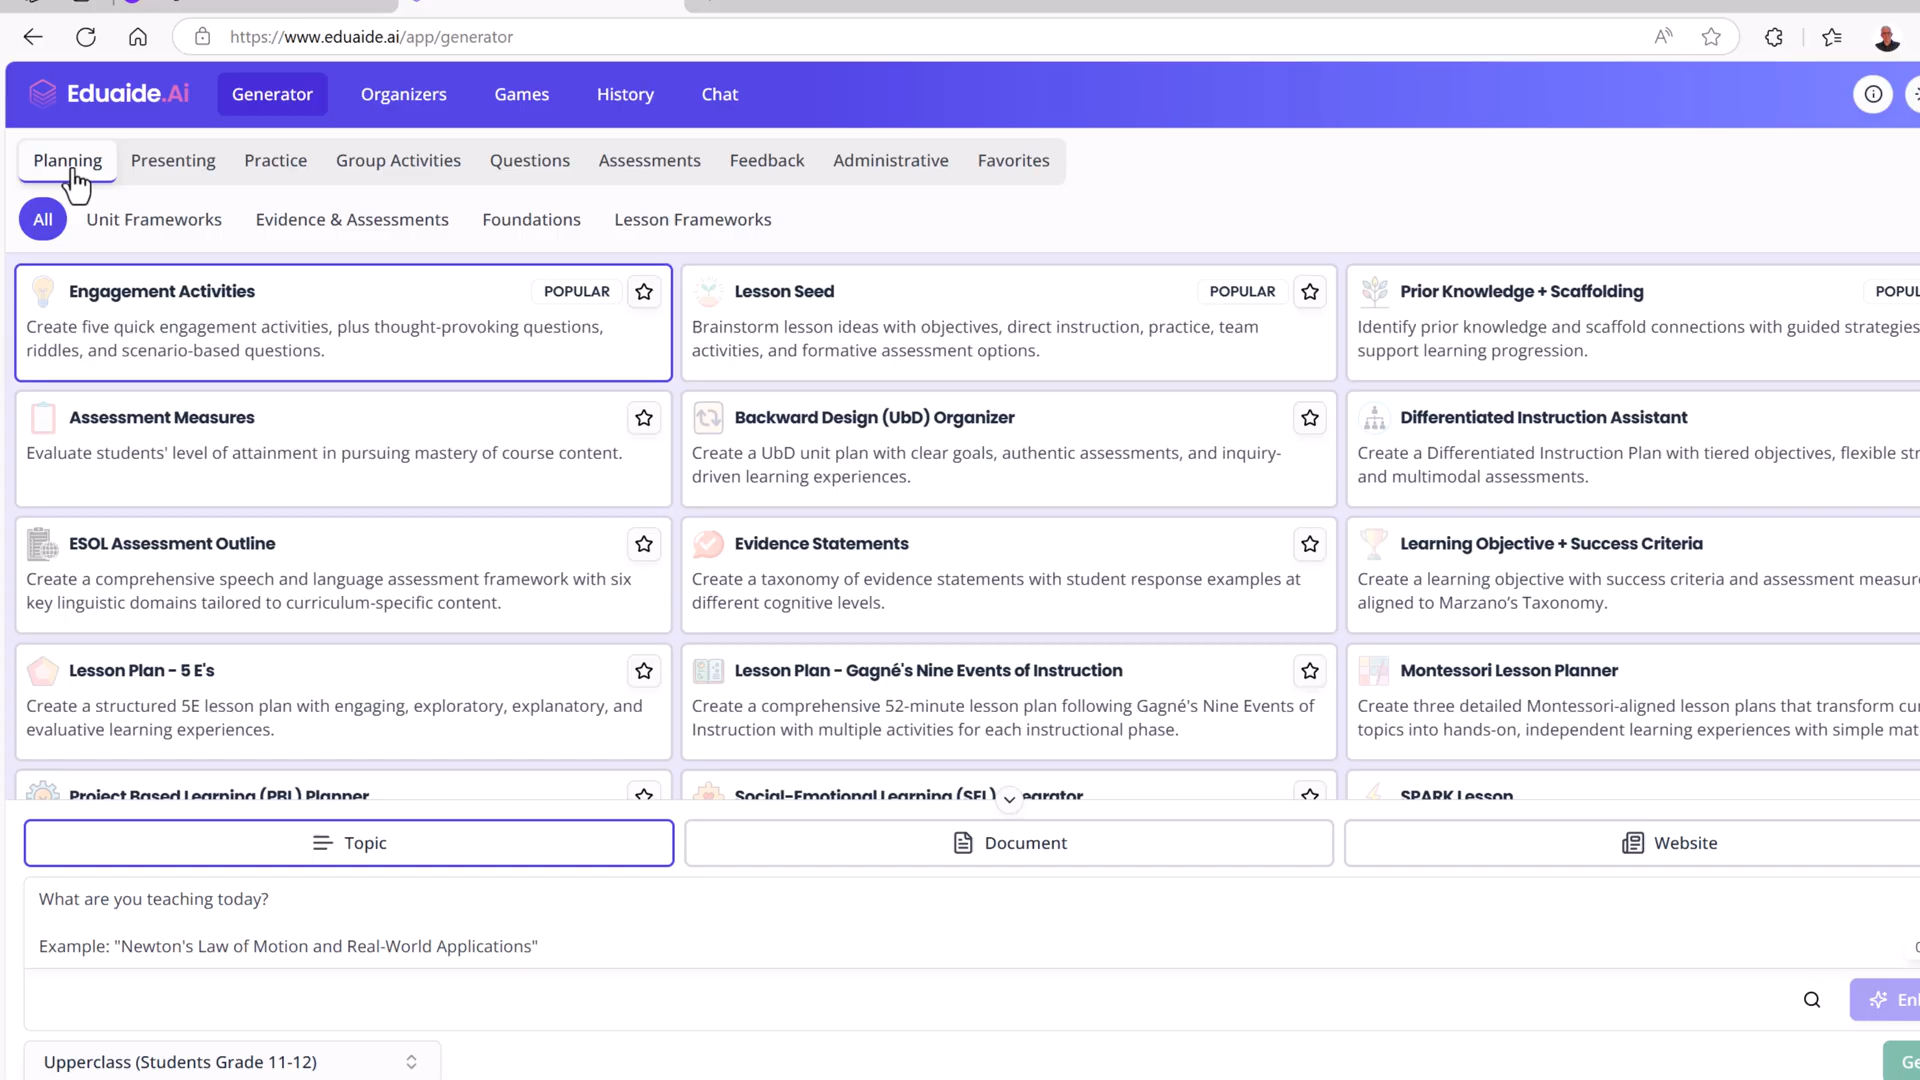 https://www.eduaide.ai/app/generator
Eduaide.Ai
Generator
Organizers
Games
History
Chat
Planning
Presenting
Practice
Group Activities
Questions
Assessments
Feedback
Administrative
Favorites
All
Unit Frameworks
Evidence & Assessments
Foundations
Lesson Frameworks
Engagement Activities
POPULAR
Create five quick engagement activities, plus thought-provoking questions,
riddles, and scenario-based questions.
Lesson Seed
POPULAR
Brainstorm lesson ideas with objectives, direct instruction, practice, team
activities, and formative assessment options.
Prior Knowledge + Scaffolding
POPUL
Identify prior knowledge and scaffold connections with guided strategies
support learning progression.
Assessment Measures
Evaluate students' level of attainment in pursuing mastery of course content.
Backward Design (UbD) Organizer
Create a UbD unit plan with clear goals, authentic assessments, and inquiry-
driven learning experiences.
Differentiated Instruction Assistant
Create a Differentiated Instruction Plan with tiered objectives, flexible str
and multimodal assessments.
ESOL Assessment Outline
Create a comprehensive speech and language assessment framework with six
key linguistic domains tailored to curriculum-specific content.
Evidence Statements
Create a taxonomy of evidence statements with student response examples at
different cognitive levels.
Learning Objective + Success Criteria
Create a learning objective with success criteria and assessment measur
aligned to Marzano's Taxonomy.
Lesson Plan - 5 E's
Create a structured 5E lesson plan with engaging, exploratory, explanatory, and
evaluative learning experiences.
Lesson Plan - Gagné's Nine Events of Instruction
Create a comprehensive 52-minute lesson plan following Gagné's Nine Events of
Instruction with multiple activities for each instructional phase.
Montessori Lesson Planner
Create three detailed Montessori-aligned lesson plans that transform cu
topics into hands-on, independent learning experiences with simple mat
Project Based Learning (PBL) Planner
Social-Emotional Learning (SEL) egrator
SPARK Lesson
Topic
Document
Website
What are you teaching today?
Example: "Newton's Law of Motion and Real-World Applications"
En
Upperclass (Students Grade 11-12)
Ge